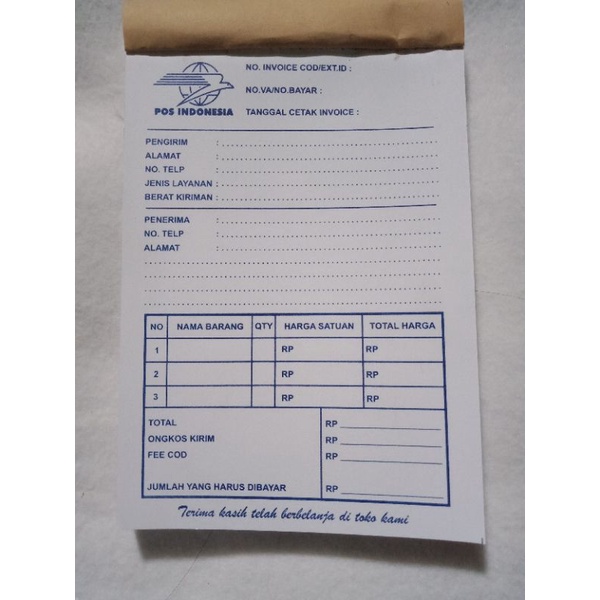 POS INDONESIA
NO. INVOICE COD/EXT.ID :
NO.VA/NO.BAYAR :
TANGGAL CETAK INVOICE :
PENGIRIM :
ALAMAT :
NO. TELP :
JENIS LAYANAN :
BERAT KIRIMAN :
PENERIMA :
NO. TELP :
ALAMAT :
NO NAMA BARANG QTY HARGA SATUAN TOTAL HARGA
1 RP RP
2 RP RP
3 RP RP
TOTAL RP
ONGKOS KIRIM RP
FEE COD RP
JUMLAH YANG HARUS DIBAYAR RP
Terima kasih telah berbelanja di toko kami